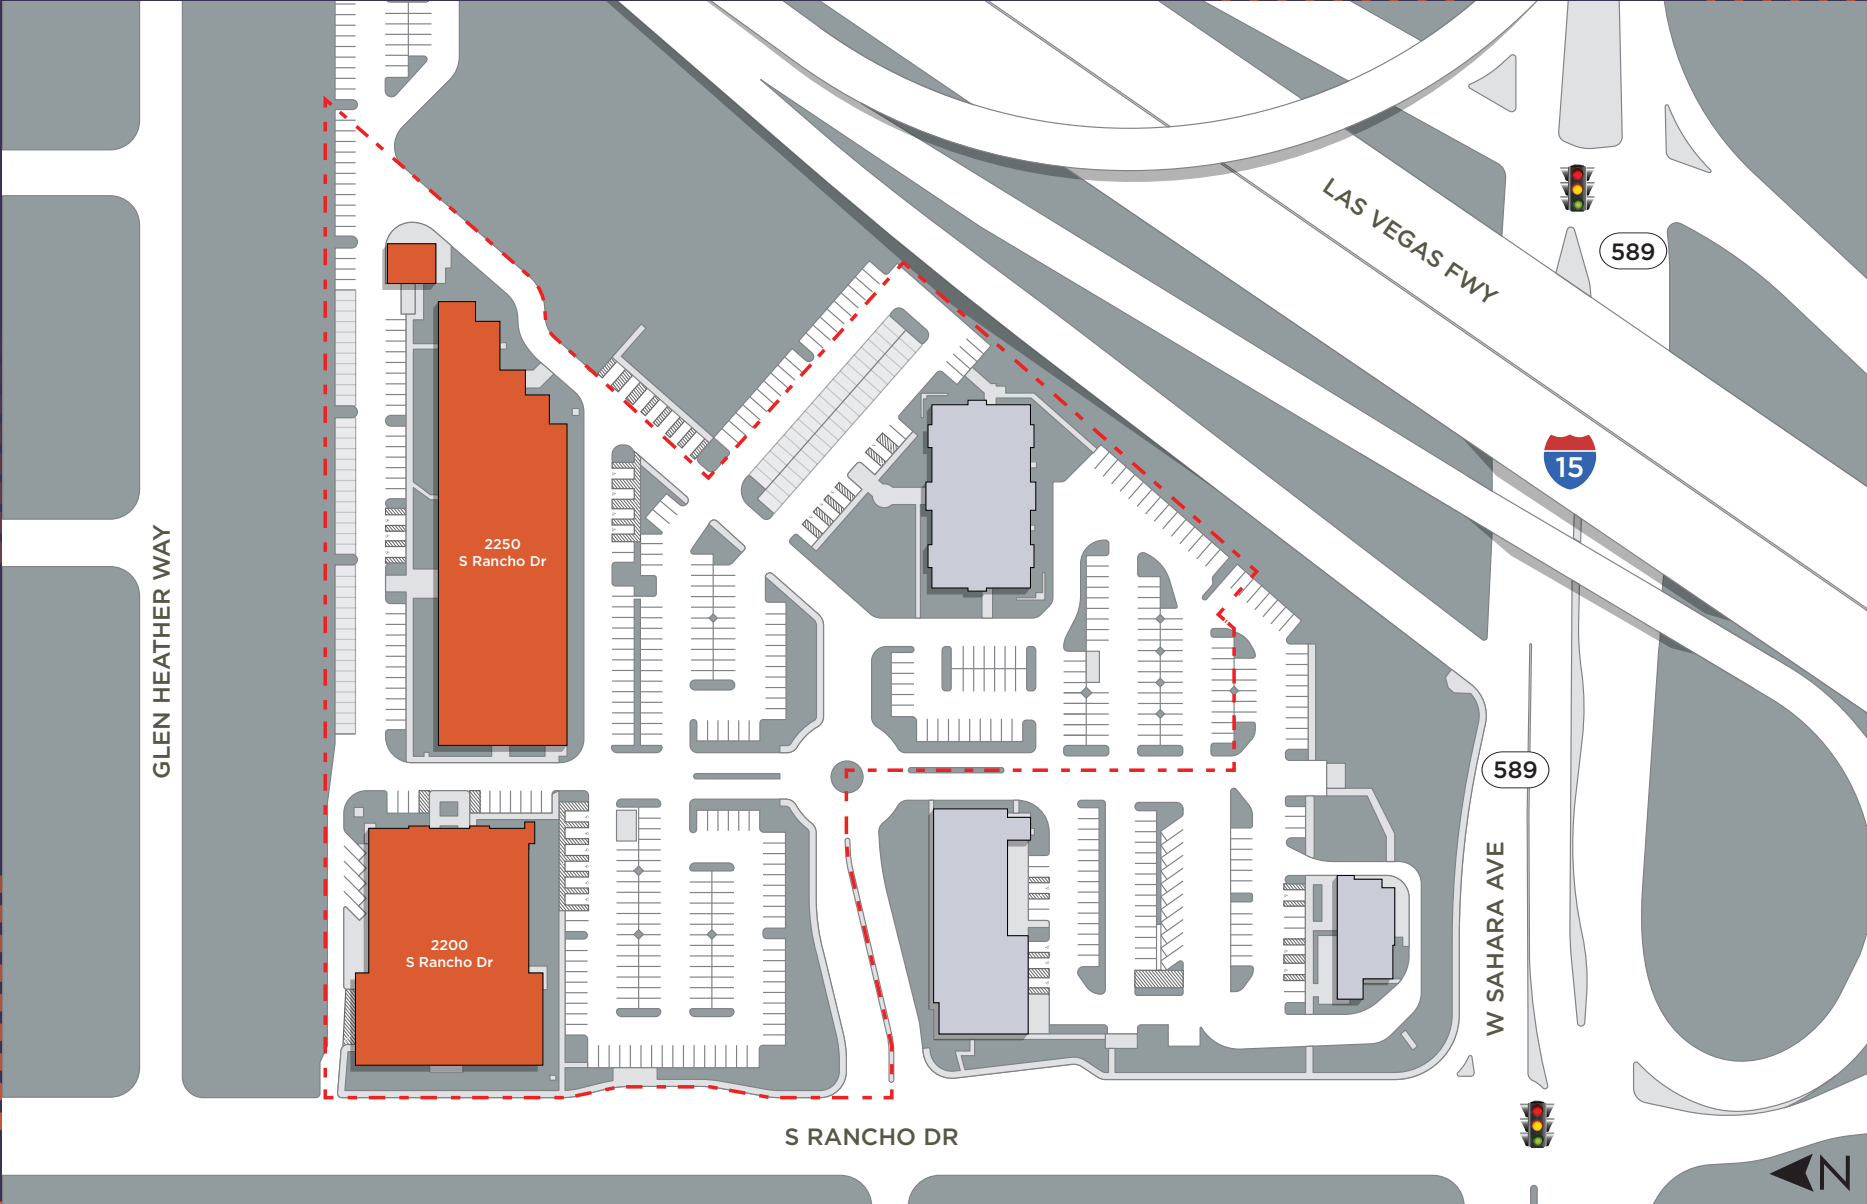 LAS VEGAS FWY
589
15
2250
S Rancho Dr
GLEN HEATHER WAY
589
W SAHARA AVE
2200
S Rancho Dr
S RANCHO DR
N